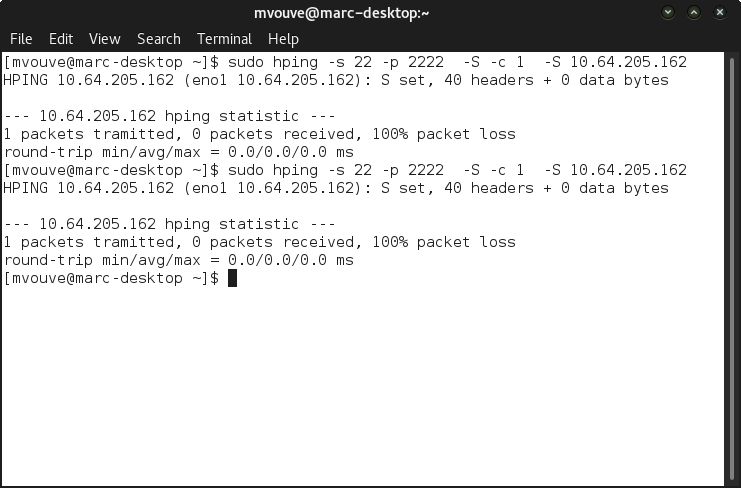 mvouve@marc-desktop:~
File Edit View Search Terminal Help
[mvouve@marc-desktop ~]$ sudo hping -s 22 -p 2222  -S -c 1  -S 10.64.205.162
HPING 10.64.205.162 (eno1 10.64.205.162): S set, 40 headers + 0 data bytes
--- 10.64.205.162 hping statistic ---
1 packets tramitted, 0 packets received, 100% packet loss
round-trip min/avg/max = 0.0/0.0/0.0 ms
[mvouve@marc-desktop ~]$ sudo hping -s 22 -p 2222  -S -c 1  -S 10.64.205.162
HPING 10.64.205.162 (eno1 10.64.205.162): S set, 40 headers + 0 data bytes
--- 10.64.205.162 hping statistic ---
1 packets tramitted, 0 packets received, 100% packet loss
round-trip min/avg/max = 0.0/0.0/0.0 ms
[mvouve@marc-desktop ~]$